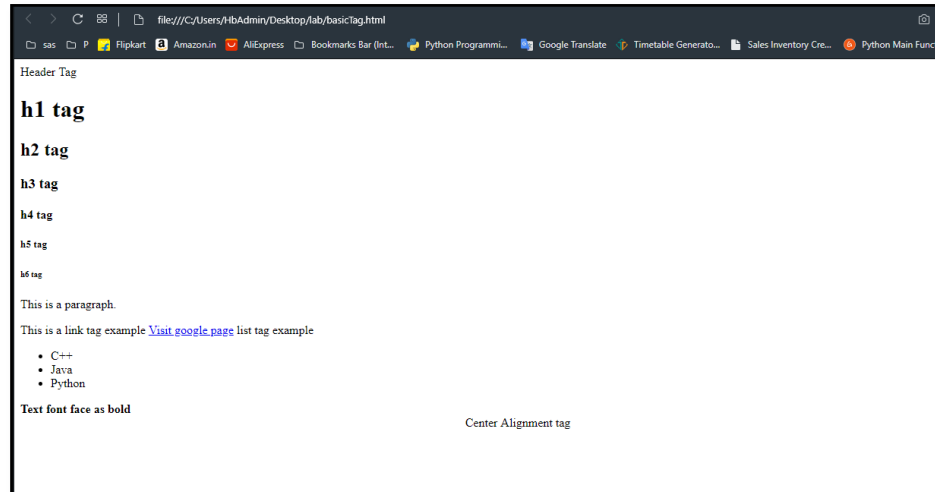 file:///C:/Users/HbAdmin/Desktop/lab/basicTag.html
sas P Flipkart Amazon.in AliExpress Bookmarks Bar (Int... Python Programmi... Google Translate Timetable Generato... Sales Inventory Cre... Python Main Func
Header Tag
h1 tag
h2 tag
h3 tag
h4 tag
h5 tag
h6 tag
This is a paragraph.
This is a link tag example Visit google page list tag example
• C++
• Java
• Python
Text font face as bold
Center Alignment tag